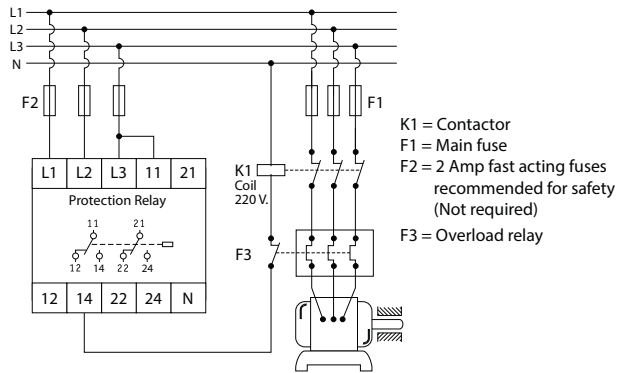 L1
L2
L3
N
F2
F1
K1 = Contactor
F1 = Main fuse
F2 = 2 Amp fast acting fuses
recommended for safety
(Not required)
F3 = Overload relay
L1 L2 L3 11 21
Protection Relay
11 21
12 14 22 24
12 14 22 24 N
K1
Coil
220 V.
F3